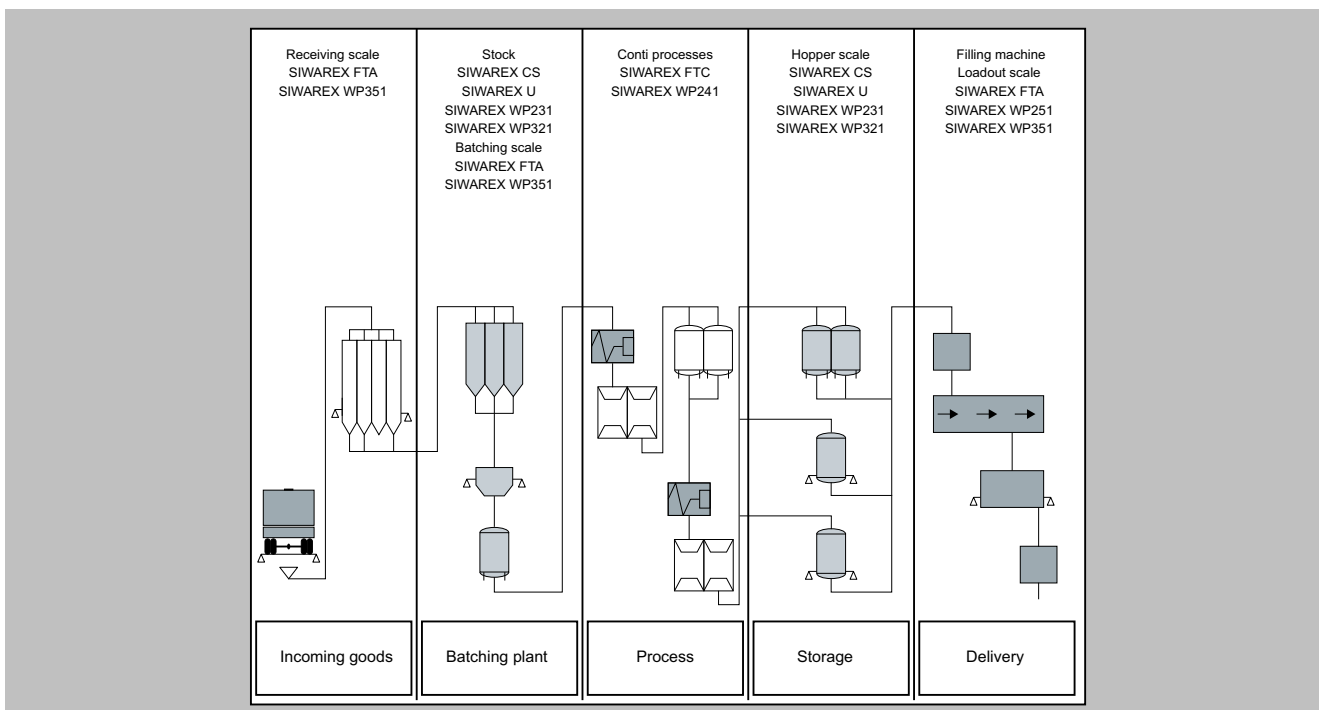 Receiving scale
SIWAREX FTA
SIWAREX WP351
Stock
SIWAREX CS
SIWAREX U
SIWAREX WP231
SIWAREX WP321
Batching scale
SIWAREX FTA
SIWAREX WP351
Conti processes
SIWAREX FTC
SIWAREX WP241
Hopper scale
SIWAREX CS
SIWAREX U
SIWAREX WP231
SIWAREX WP321
Filling machine
Loadout scale
SIWAREX FTA
SIWAREX WP251
SIWAREX WP351
Incoming goods
Batching plant
Process
Storage
Delivery